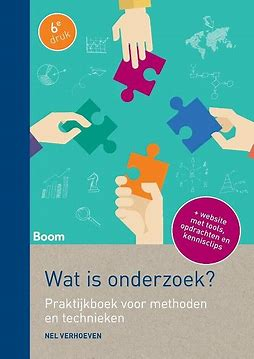 6e
druk
Boom
+ website
met tools,
opdrachten en
kennisclips
Wat is onderzoek?
Praktijkboek voor methoden
en technieken
NEL VERHOEVEN